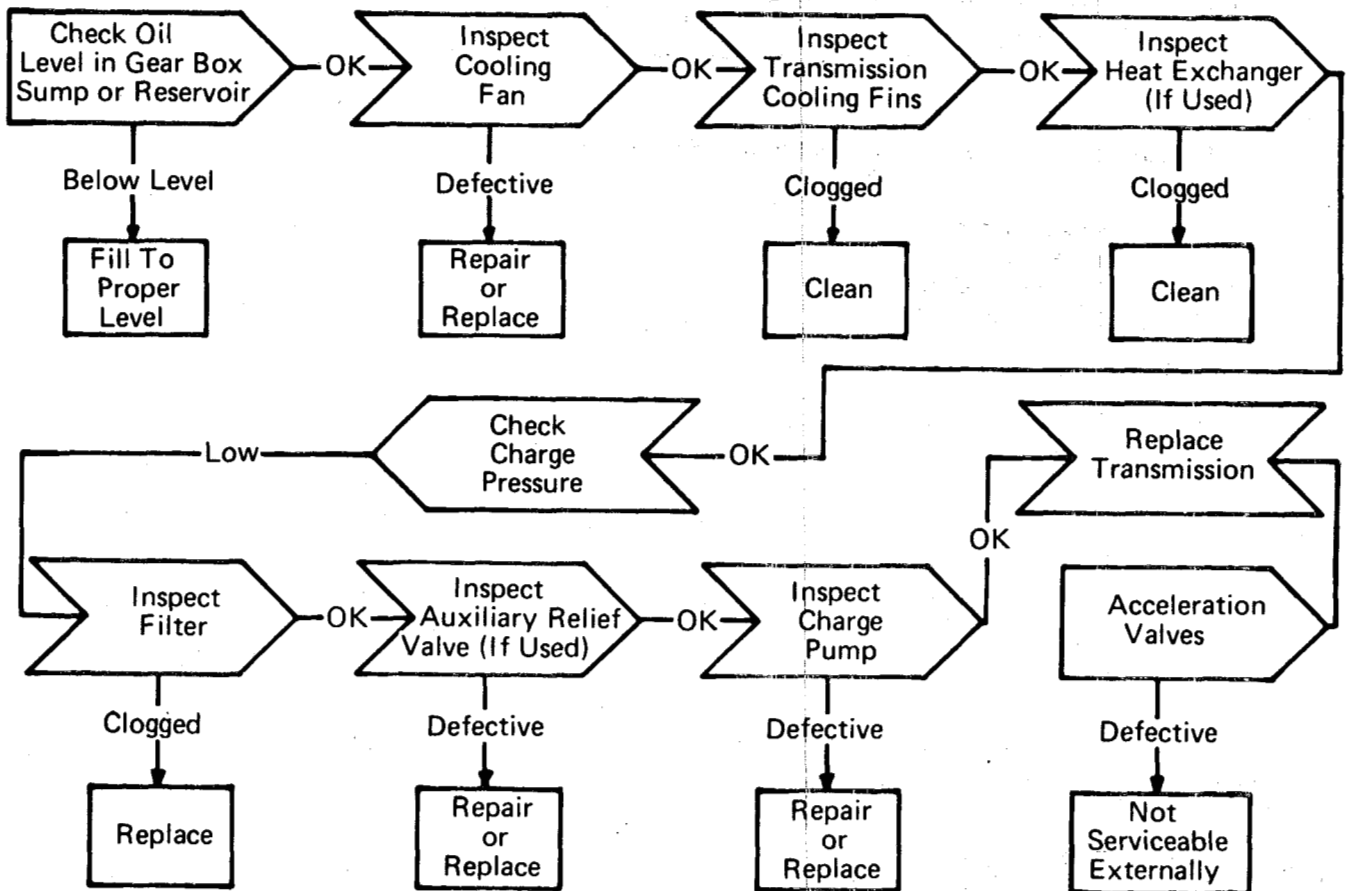 Check Oil
Level in Gear Box
Sump or Reservoir
OK
Inspect
Cooling
Fan
OK
Inspect
Transmission
Cooling Fins
OK
Inspect
Heat Exchanger
(If Used)
Below Level
Defective
Clogged
Clogged
Fill To
Proper
Level
Repair
or
Replace
Clean
Clean
Low
Check
Charge
Pressure
OK
Replace
Transmission
OK
Inspect
Filter
OK
Inspect
Auxiliary Relief
Valve (If Used)
OK
Inspect
Charge
Pump
Acceleration
Valves
Clogged
Defective
Defective
Defective
Replace
Repair
or
Replace
Repair
or
Replace
Not
Serviceable
Externally